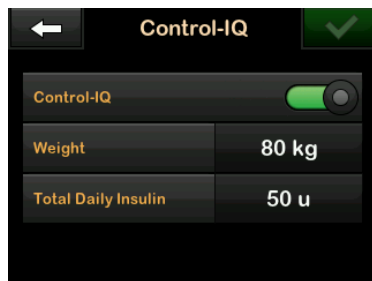 Control-IQ
Control-IQ
Weight 80 kg
Total Daily Insulin 50 u